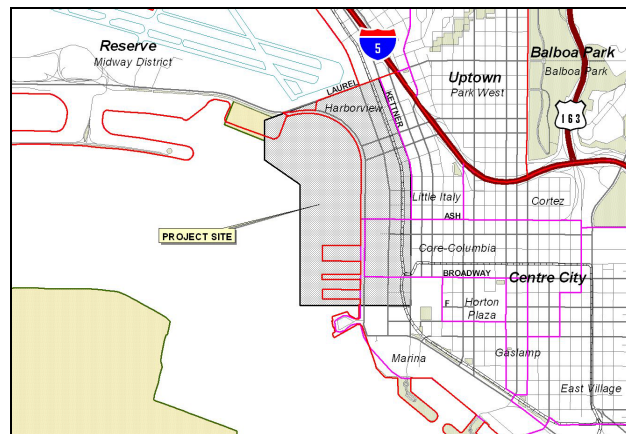 Reserve
Midway District
5
Balboa Park
Balboa Park
Uptown
Park West
LAUREL
KETTNER
Harborview
163
Little Italy
Cortez
ASH
PROJECT SITE
Core-Columbia
BROADWAY
Centre City
F
Horton
Plaza
Marina
Gaslamp
East Village